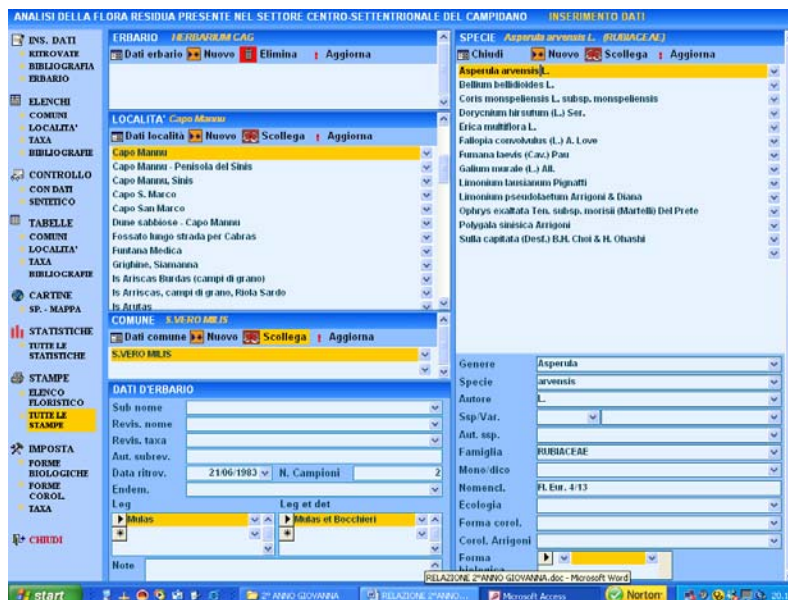 ANALISI DELLA FLORA RESIDUA PRESENTE NEL SETTORE CENTRO-SETTENTRIONALE DEL CAMPIDANO INSERIMENTO DATI
INS. DATI
RITROVATE
BIBLIOGRAFIA
ERBARIO
ELENCHI
COMUNI
LOCALITA'
TAXA
BIBLIOGRAFIE
CONTROLLO
CON DATI
SINTETICO
TABELLE
COMUNI
LOCALITA'
TAXA
BIBLIOGRAFIE
CARTINE
SP. - MAPPA
STATISTICHE
TUTTE LE
STATISTICHE
STAMPE
ELENCO
FLORISTICO
TUTTE LE
STAMPE
IMPOSTA
FORME
BIOLOGICHE
FORME
COROL.
TAXA
CHIUDI
ERBARIO HERBARIUM CAG
Dati erbario Nuovo Elimina Aggiorna
LOCALITA' Capo Mannu
Dati località Nuovo Scollega Aggiorna
Capo Mannu
Capo Mannu - Penisola del Sinis
Capo Mannu, Sinis
Capo S. Marco
Capo San Marco
Dune sabbiose - Capo Mannu
Fossato lungo strada per Cabras
Funtana Medica
Grighine, Siamanna
Is Ariscas Burdas (campi di grano)
Is Arriscas, campi di grano, Riola Sardo
Is Arutas
COMUNE S.VERO MILIS
Dati comune Nuovo Scollega Aggiorna
S.VERO MILIS
DATI D'ERBARIO
Sub nome
Revis. nome
Revis. taxa
Aut. subrev.
Data ritrov. 21/06/1983 N. Campioni 2
Endem.
Leg Leg et det
Mulas Mulas et Bocchieri
Note
SPECIE Asperula arvensis L. (RUBIACEAE)
Chiudi Nuovo Scollega Aggiorna
Asperula arvensis L.
Bellium bellidioides L.
Coris monspeliensis L. subsp. monspeliensis
Dorycnium hirsutum (L.) Ser.
Erica multiflora L.
Fallopia convolvulus (L.) A. Love
Fumana laevis (Cav.) Pau
Galium murale (L.) All.
Limonium lausianum Pignatti
Limonium pseudolaetum Arrigoni & Diana
Ophrys exaltata Ten. subsp. morisii (Martelli) Del Prete
Polygala sinisica Arrigoni
Sulla capitata (Desf.) B.H. Choi & H. Ohashi
Genere Asperula
Specie arvensis
Autore L.
Ssp/Var.
Aut. ssp.
Famiglia RUBIACEAE
Mono/dico
Nomencl. Fl. Eur. 4/13
Ecologia
Forma corol.
Corol. Arrigoni
Forma
biologica
RELAZIONE 2°ANNO GIOVANNA.doc - Microsoft Word
start 2° ANNO GIOVANNA RELAZIONE 2°ANNO... Microsoft Access Norton 20.1